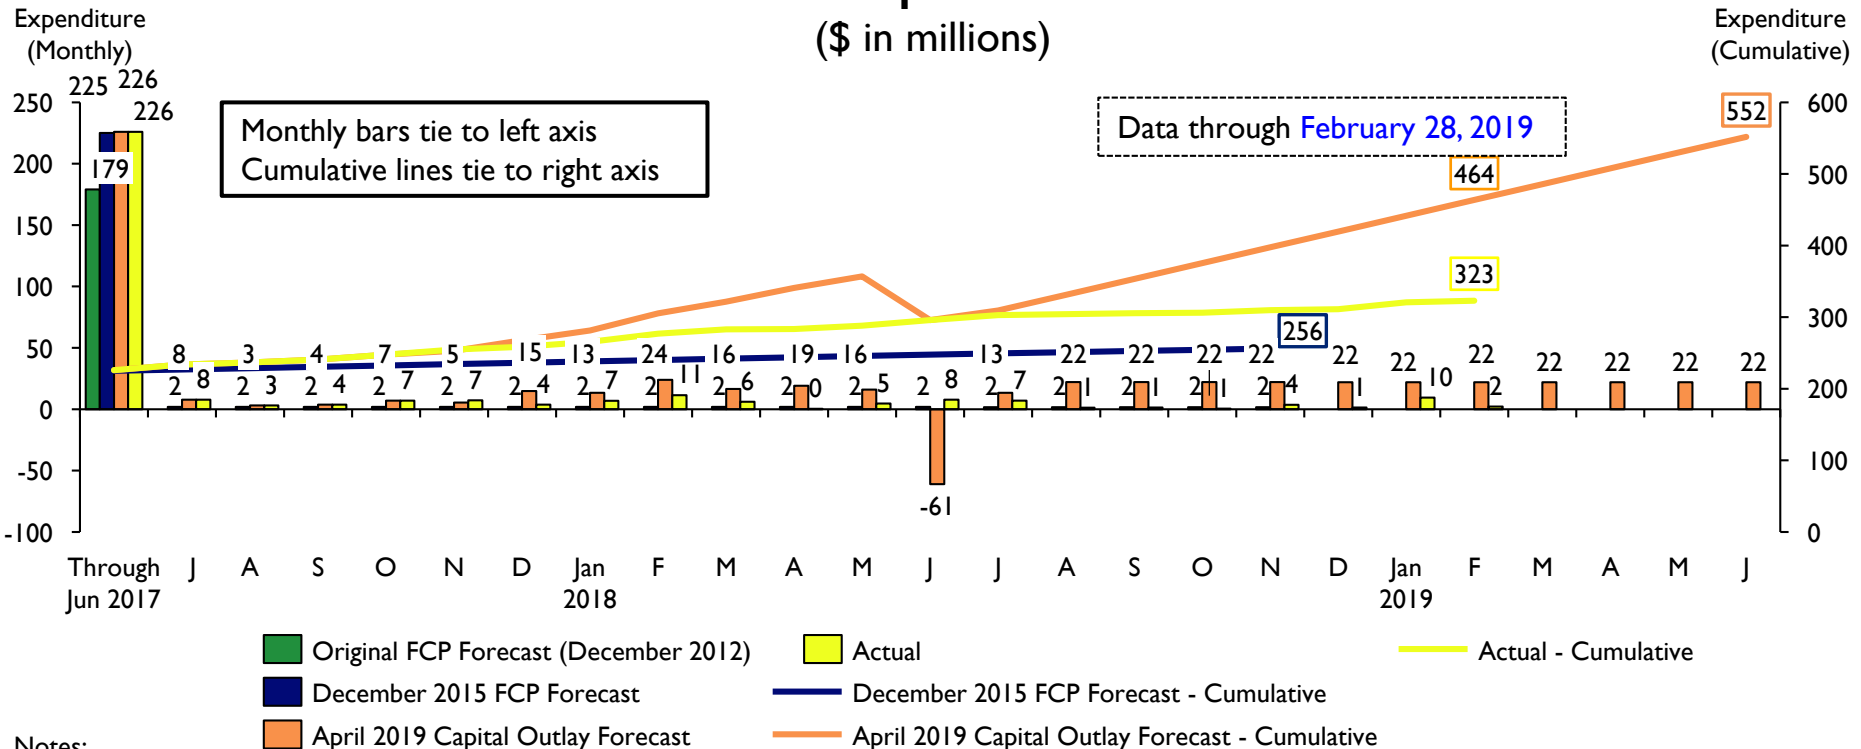 Expenditure
(Monthly)
($ in millions)
Expenditure
(Cumulative)
225 226
226
179
250
200
150
100
50
0
-50
-100
Monthly bars tie to left axis
Cumulative lines tie to right axis
Data through February 28, 2019
552
464
323
256
600
500
400
300
200
100
0
8 3 4 7 5 15 13 24 16 19 16 13 22 22 22 22 22 22 22 22 22 22 22
2 8 2 3 2 4 2 7 2 7 2 4 2 7 2 11 2 6 2 0 2 5 2 8 2 7 2 1 2 1 2 1 2 4 1 10 2
-61
Through J A S O N D Jan F M A M J J A S O N D Jan F M A M J
Jun 2017 2018 2019
Original FCP Forecast (December 2012) Actual Actual - Cumulative
December 2015 FCP Forecast December 2015 FCP Forecast - Cumulative
April 2019 Capital Outlay Forecast April 2019 Capital Outlay Forecast - Cumulative
Notes: